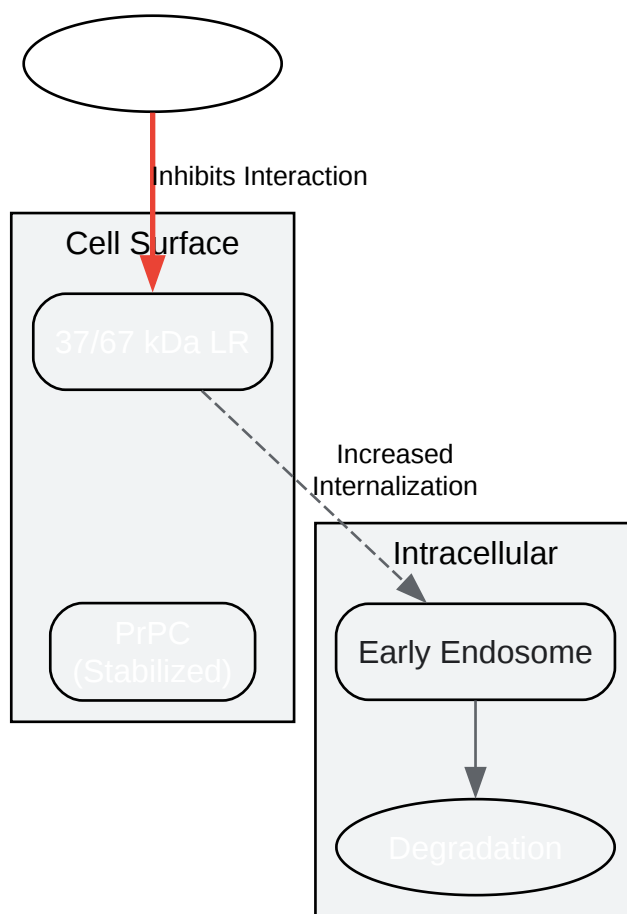 Inhibits Interaction
Cell Surface
37/67 kDa LR
Increased
Internalization
Intracellular
PrPC
(Stabilized)
Early Endosome
Degradation